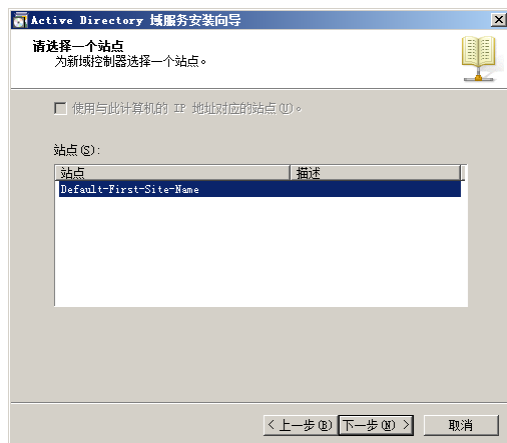 Active Directory 域服务安装向导
请选择一个站点
为新域控制器选择一个站点。
使用与此计算机的 IP 地址对应的站点(U)。
站点(S):
站点 描述
Default-First-Site-Name
< 上一步(B) 下一步(N) > 取消